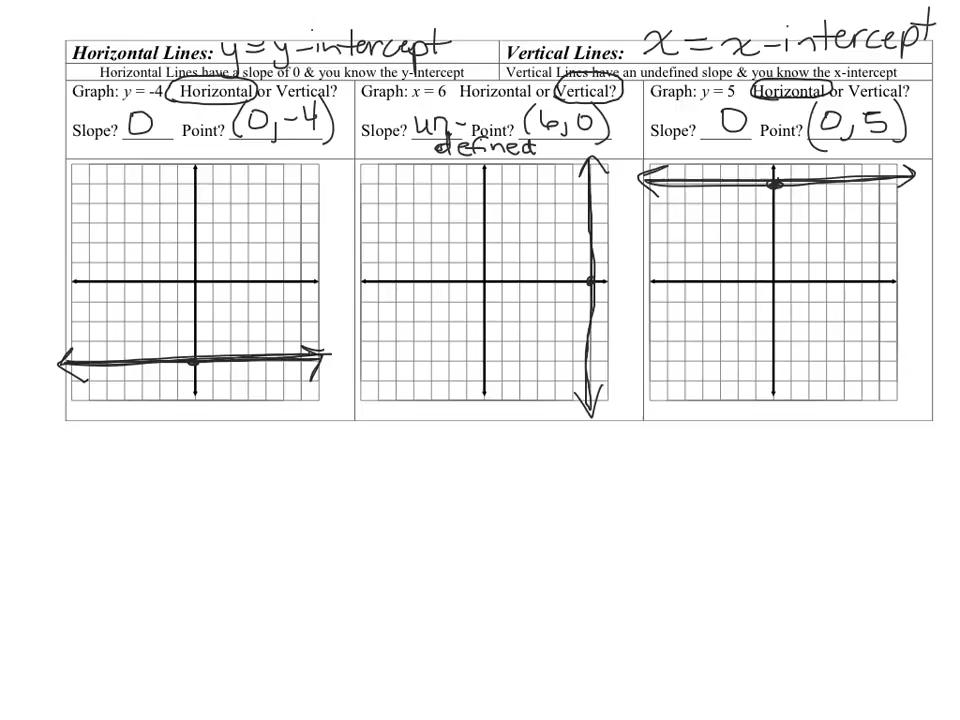 Horizontal Lines: y = y-intercept
Vertical Lines: x = x-intercept
Horizontal Lines have a slope of 0 & you know the y-intercept
Vertical Lines have an undefined slope & you know the x-intercept
Graph: y = -4 Horizontal or Vertical?
Slope? 0 Point? (0, -4)
Graph: x = 6 Horizontal or Vertical?
Slope? un- Point? (6, 0)
defined
Graph: y = 5 Horizontal or Vertical?
Slope? 0 Point? (0, 5)